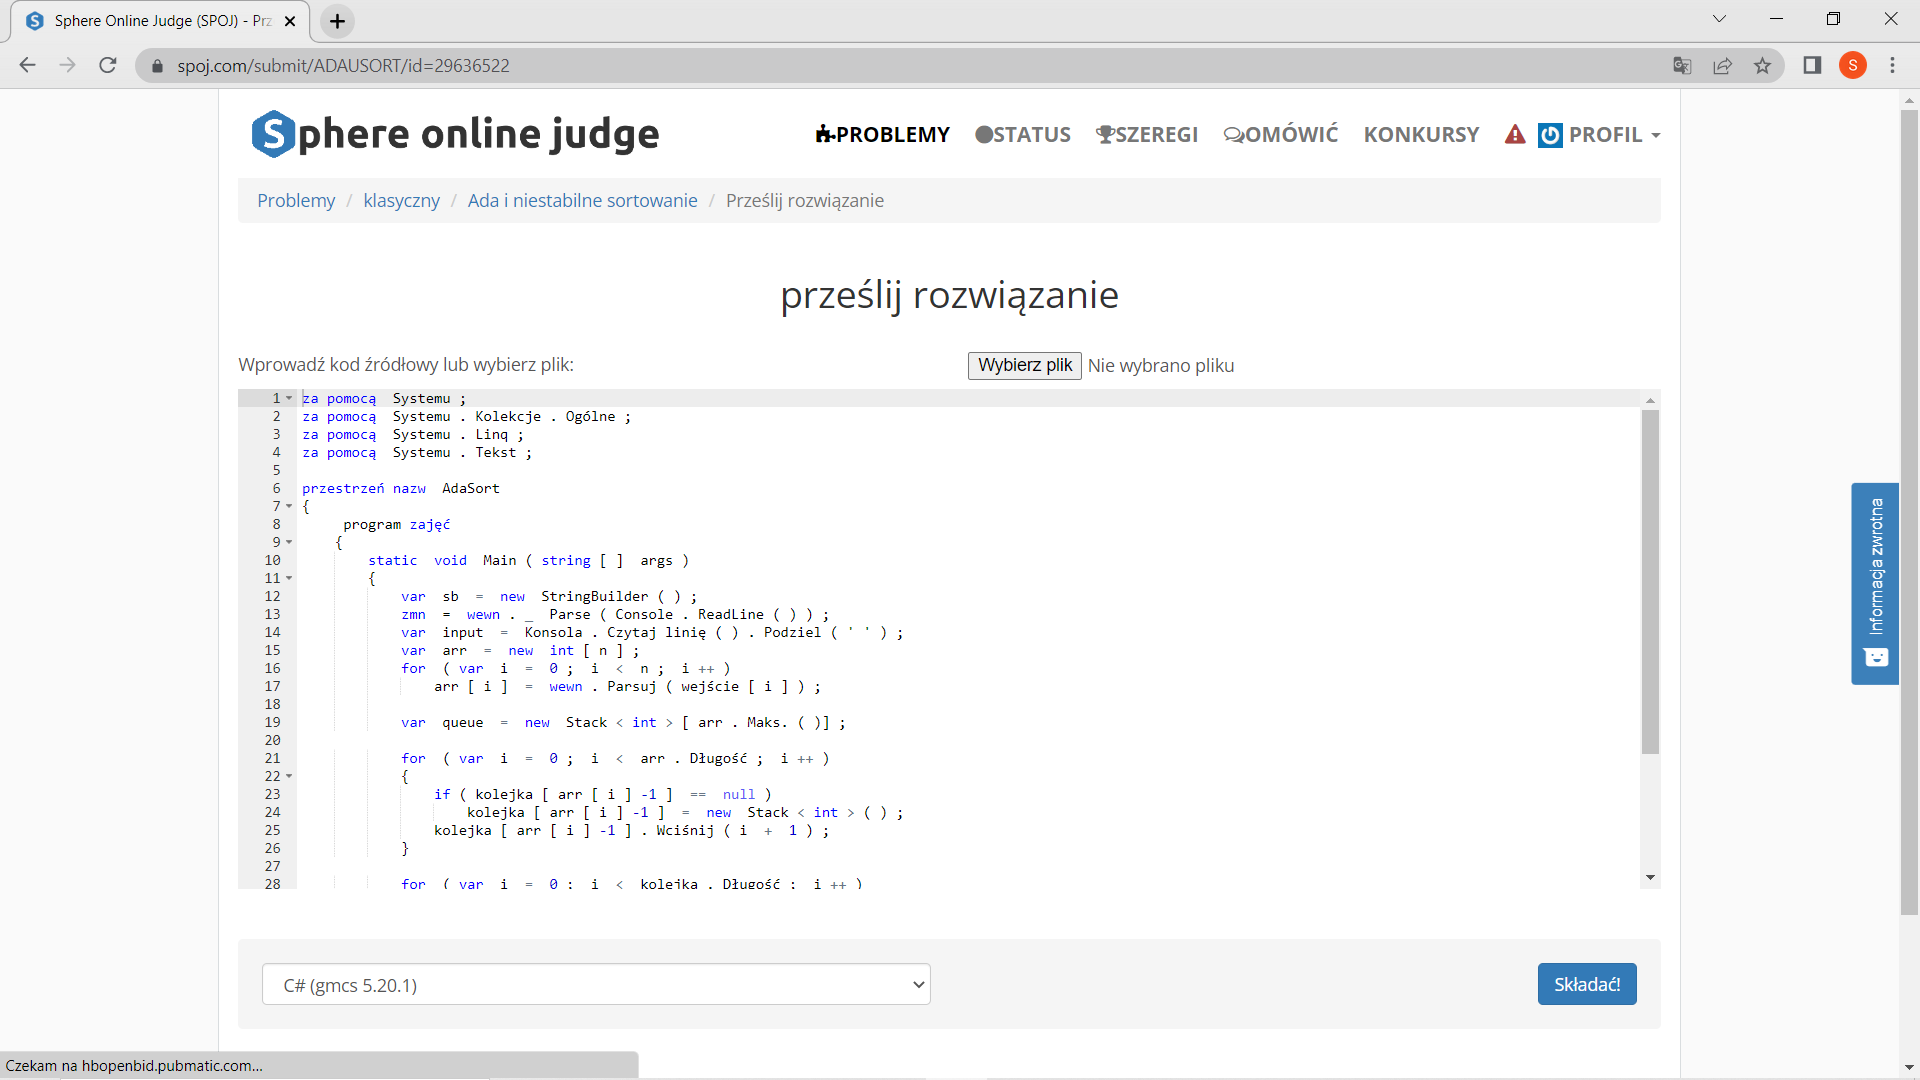 Sphere Online Judge (SPOJ) - Prz
spoj.com/submit/ADAUSORT/id=29636522
S
Sphere online judge
PROBLEMY STATUS SZEREGI OMÓWIĆ KONKURSY PROFIL
Problemy / klasyczny / Ada i niestabilne sortowanie / Prześlij rozwiązanie
prześlij rozwiązanie
Wprowadź kod źródłowy lub wybierz plik: Wybierz plik Nie wybrano pliku
1 za pomocą Systemu ;
2 za pomocą Systemu . Kolekcje . Ogólne ;
3 za pomocą Systemu . Linq ;
4 za pomocą Systemu . Tekst ;
5
6 przestrzeń nazw AdaSort
7 {
8 program zajęć
9 {
10 static void Main ( string [ ] args )
11 {
12 var sb = new StringBuilder ( ) ;
13 zmn = wewn . _ Parse ( Console . ReadLine ( ) ) ;
14 var input = Konsola . Czytaj linię ( ) . Podziel ( ' ' ) ;
15 var arr = new int [ n ] ;
16 for ( var i = 0 ; i < n ; i ++ )
17 arr [ i ] = wewn . Parsuj ( wejście [ i ] ) ;
18
19 var queue = new Stack < int > [ arr . Maks. ( )] ;
20
21 for ( var i = 0 ; i < arr . Długość ; i ++ )
22 {
23 if ( kolejka [ arr [ i ] -1 ] == null )
24 kolejka [ arr [ i ] -1 ] = new Stack < int > ( ) ;
25 kolejka [ arr [ i ] -1 ] . Wciśnij ( i + 1 ) ;
26 }
27
28 for ( var i = 0 ; i < kolejka . Długość ; i ++ )
Informacja zwrotna
C# (gmcs 5.20.1)
Składać!
Czekam na hbopenbid.pubmatic.com...